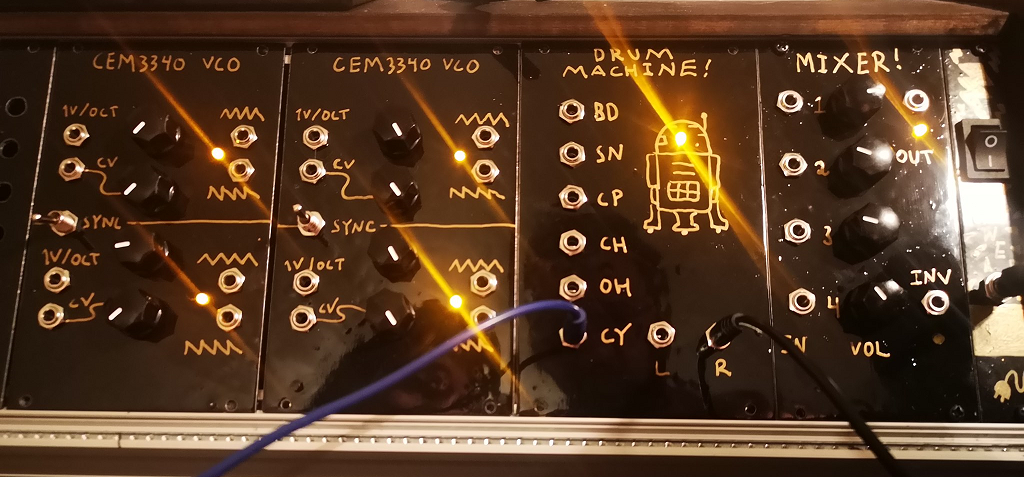 CEM3340 VCO
1V/OCT
CV
SYNC
1V/OCT
CV
CEM3340 VCO
1V/OCT
CV
SYNC
1V/OCT
CV
DRUM
MACHINE!
BD
SN
CP
CH
OH
CY
L
R
MIXER!
1
2
OUT
3
INV
4
IN
VOL
O
I